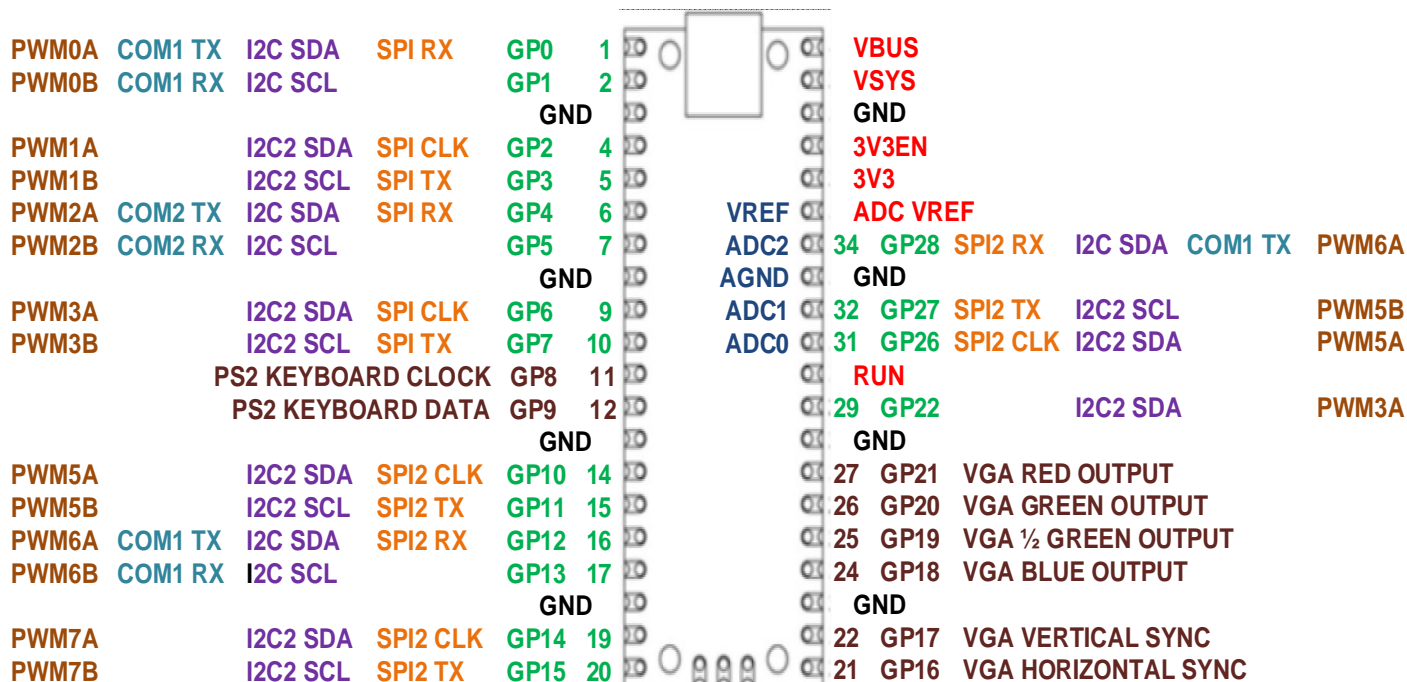 PWM0A COM1 TX I2C SDA SPI RX GP0 1 VBUS
PWM0B COM1 RX I2C SCL GP1 2 VSYS
GND GND
PWM1A I2C2 SDA SPI CLK GP2 4 3V3EN
PWM1B I2C2 SCL SPI TX GP3 5 3V3
PWM2A COM2 TX I2C SDA SPI RX GP4 6 VREF ADC VREF
PWM2B COM2 RX I2C SCL GP5 7 ADC2 34 GP28 SPI2 RX I2C SDA COM1 TX PWM6A
GND AGND GND
PWM3A I2C2 SDA SPI CLK GP6 9 ADC1 32 GP27 SPI2 TX I2C2 SCL PWM5B
PWM3B I2C2 SCL SPI TX GP7 10 ADC0 31 GP26 SPI2 CLK I2C2 SDA PWM5A
PS2 KEYBOARD CLOCK GP8 11 RUN
PS2 KEYBOARD DATA GP9 12 29 GP22 I2C2 SDA PWM3A
GND GND
PWM5A I2C2 SDA SPI2 CLK GP10 14 27 GP21 VGA RED OUTPUT
PWM5B I2C2 SCL SPI2 TX GP11 15 26 GP20 VGA GREEN OUTPUT
PWM6A COM1 TX I2C SDA SPI2 RX GP12 16 25 GP19 VGA ½ GREEN OUTPUT
PWM6B COM1 RX I2C SCL GP13 17 24 GP18 VGA BLUE OUTPUT
GND GND
PWM7A I2C2 SDA SPI2 CLK GP14 19 22 GP17 VGA VERTICAL SYNC
PWM7B I2C2 SCL SPI2 TX GP15 20 21 GP16 VGA HORIZONTAL SYNC